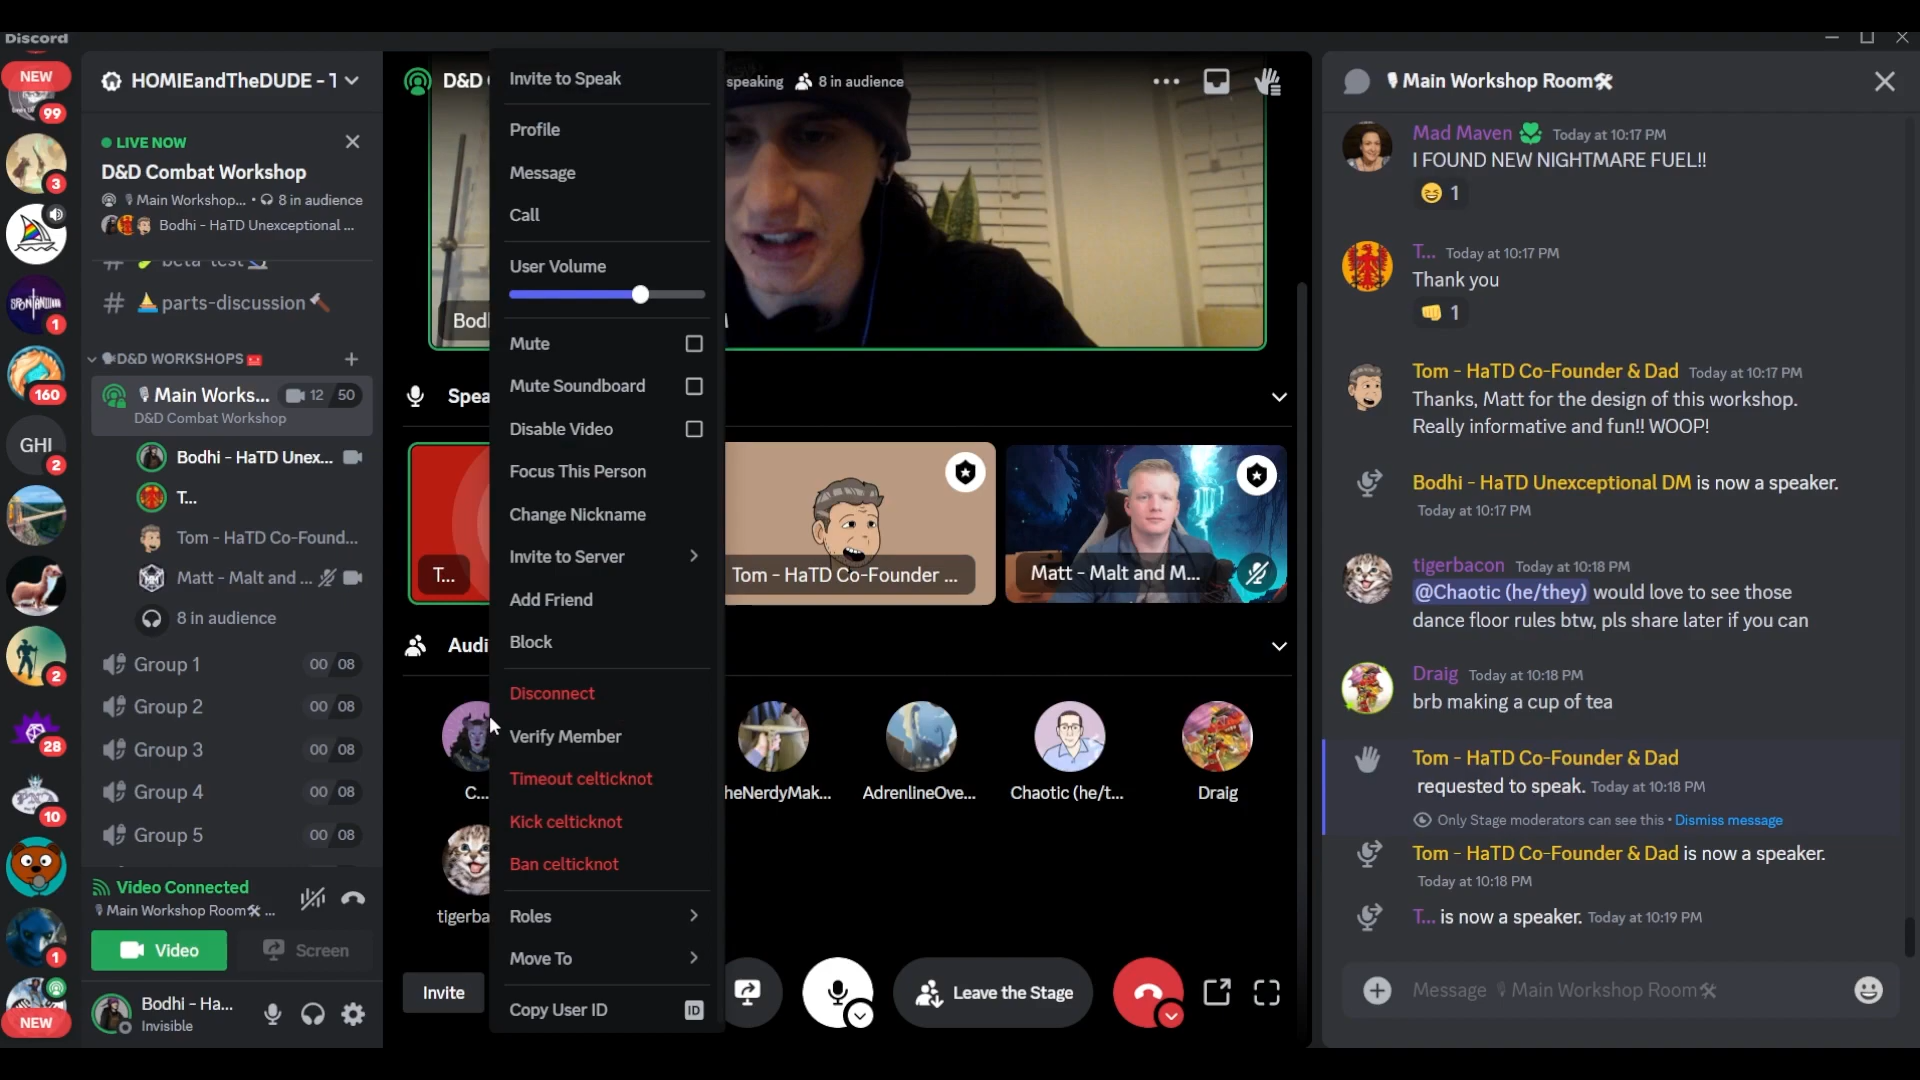 Discord
NEW
99
3
1
160
GHI
2
2
28
10
1
NEW
HOMIEandTheDUDE - T
LIVE NOW
D&D Combat Workshop
Main Workshop... • 8 in audience
Bodhi - HaTD Unexceptional ...
# beta-test
# parts-discussion
D&D WORKSHOPS
Main Works... 12 50
D&D Combat Workshop
Bodhi - HaTD Unex...
T...
Tom - HaTD Co-Found...
Matt - Malt and ...
8 in audience
Group 1 00 08
Group 2 00 08
Group 3 00 08
Group 4 00 08
Group 5 00 08
Video Connected
Main Workshop Room ...
Video
Screen
Bodhi - Ha...
Invisible
D&D
speaking 8 in audience
Bodh
Spea
T...
Tom - HaTD Co-Founder ...
Matt - Malt and M...
Audi
C...
heNerdyMak...
AdrenlineOve...
Chaotic (he/t...
Draig
tigerba
Invite
Leave the Stage
Invite to Speak
Profile
Message
Call
User Volume
Mute
Mute Soundboard
Disable Video
Focus This Person
Change Nickname
Invite to Server
Add Friend
Block
Disconnect
Verify Member
Timeout celticknot
Kick celticknot
Ban celticknot
Roles
Move To
Copy User ID ID
Main Workshop Room
Mad Maven Today at 10:17 PM
I FOUND NEW NIGHTMARE FUEL!!
1
T... Today at 10:17 PM
Thank you
1
Tom - HaTD Co-Founder & Dad Today at 10:17 PM
Thanks, Matt for the design of this workshop.
Really informative and fun!! WOOP!
Bodhi - HaTD Unexceptional DM is now a speaker.
Today at 10:17 PM
tigerbacon Today at 10:18 PM
@Chaotic (he/they) would love to see those
dance floor rules btw, pls share later if you can
Draig Today at 10:18 PM
brb making a cup of tea
Tom - HaTD Co-Founder & Dad
requested to speak. Today at 10:18 PM
Only Stage moderators can see this • Dismiss message
Tom - HaTD Co-Founder & Dad is now a speaker.
Today at 10:18 PM
T... is now a speaker. Today at 10:19 PM
Message Main Workshop Room